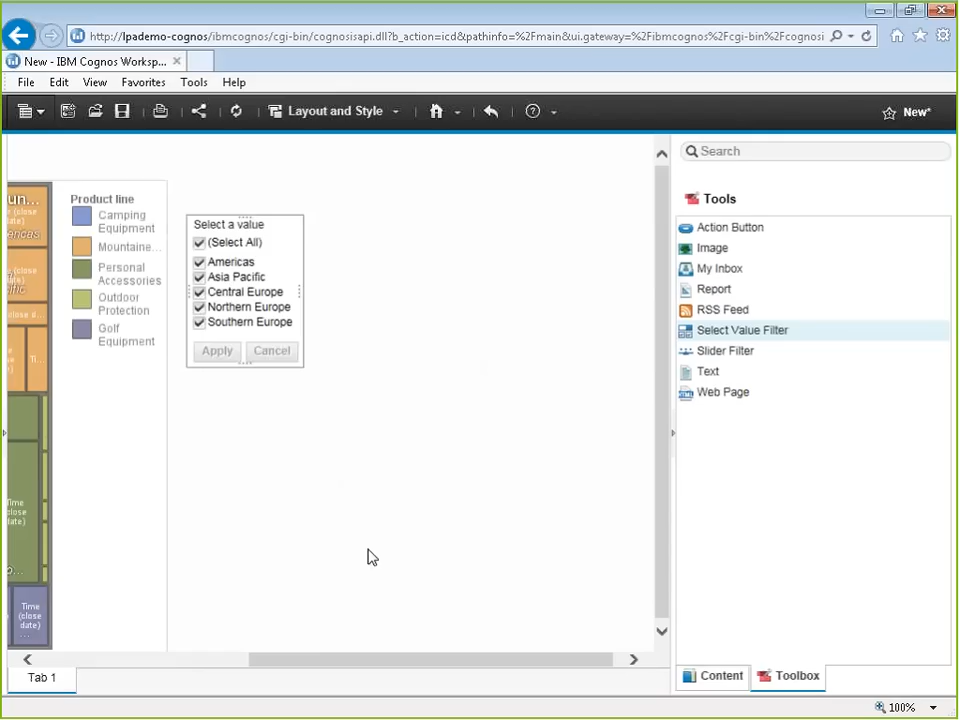 http://lpademo-cognos/ibmcognos/cgi-bin/cognosisapi.dll?b_action=icd&pathinfo=%2Fmain&ui.gateway=%2Fibmcognos%2Fcgi-bin%2Fcognosi
New - IBM Cognos Worksp...
File Edit View Favorites Tools Help
Layout and Style
New*
Search
Tools
Action Button
Image
My Inbox
Report
RSS Feed
Select Value Filter
Slider Filter
Text
Web Page
Product line
Camping
Equipment
Mountaine...
Personal
Accessories
Outdoor
Protection
Golf
Equipment
Select a value
(Select All)
Americas
Asia Pacific
Central Europe
Northern Europe
Southern Europe
Apply Cancel
Time
(close
date)
...
Tab 1
Content Toolbox
100%